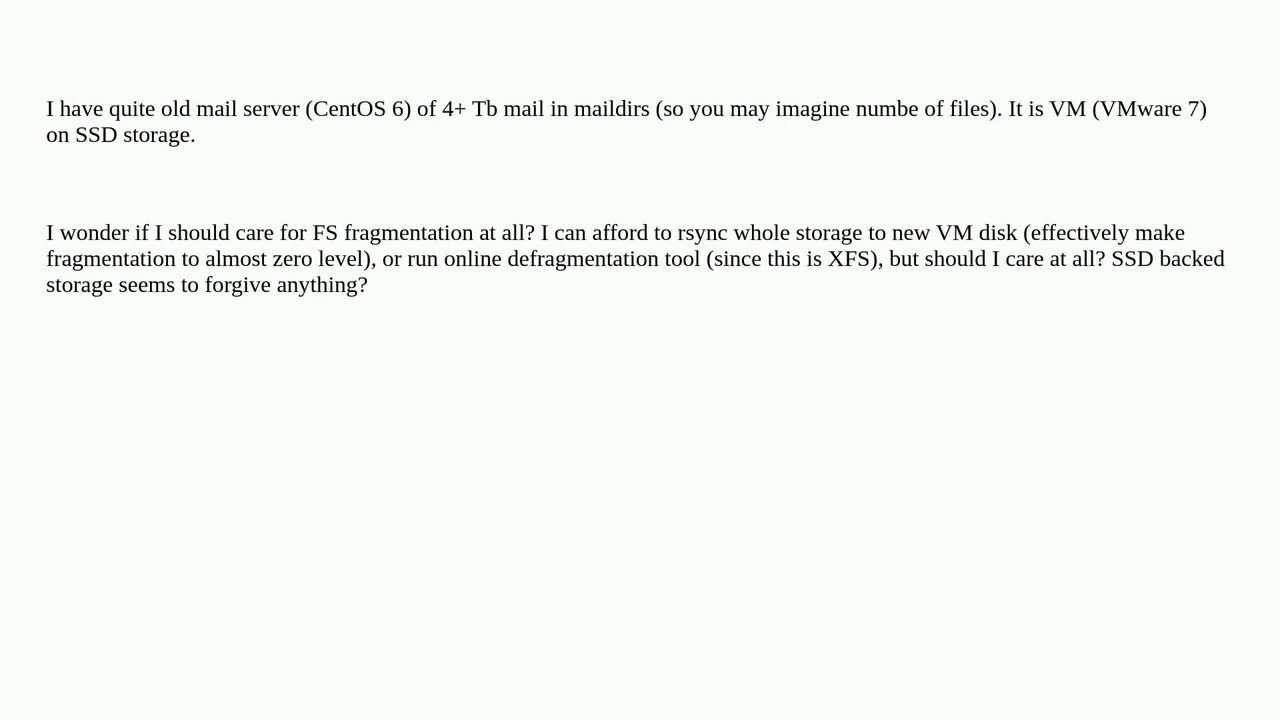 I have quite old mail server (CentOS 6) of 4+ Tb mail in maildirs (so you may imagine numbe of files). It is VM (VMware 7)
on SSD storage.
I wonder if I should care for FS fragmentation at all? I can afford to rsync whole storage to new VM disk (effectively make
fragmentation to almost zero level), or run online defragmentation tool (since this is XFS), but should I care at all? SSD backed
storage seems to forgive anything?